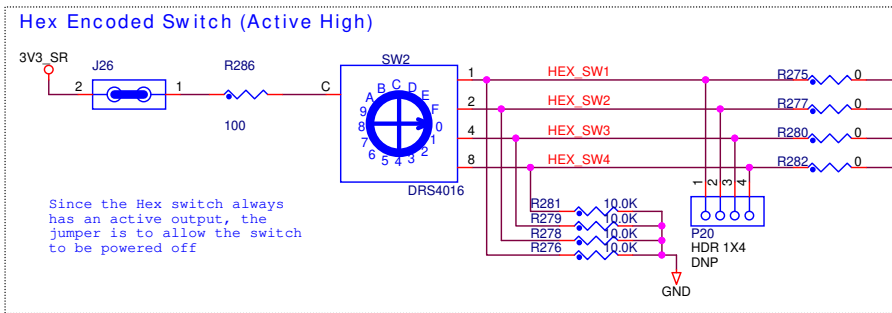 Hex Encoded Switch (Active High)
3V3_SR
J26
2
1
R286
100
C
SW2
0
1
2
3
4
5
6
7
8
9
A
B
C
D
E
F
DRS4016
1
HEX_SW1
R275
0
2
HEX_SW2
R277
0
4
HEX_SW3
R280
0
8
HEX_SW4
R282
0
Since the Hex switch always
has an active output, the
jumper is to allow the switch
to be powered off
R281
10.0K
R279
10.0K
R278
10.0K
R276
10.0K
GND
1
2
3
4
P20
HDR 1X4
DNP